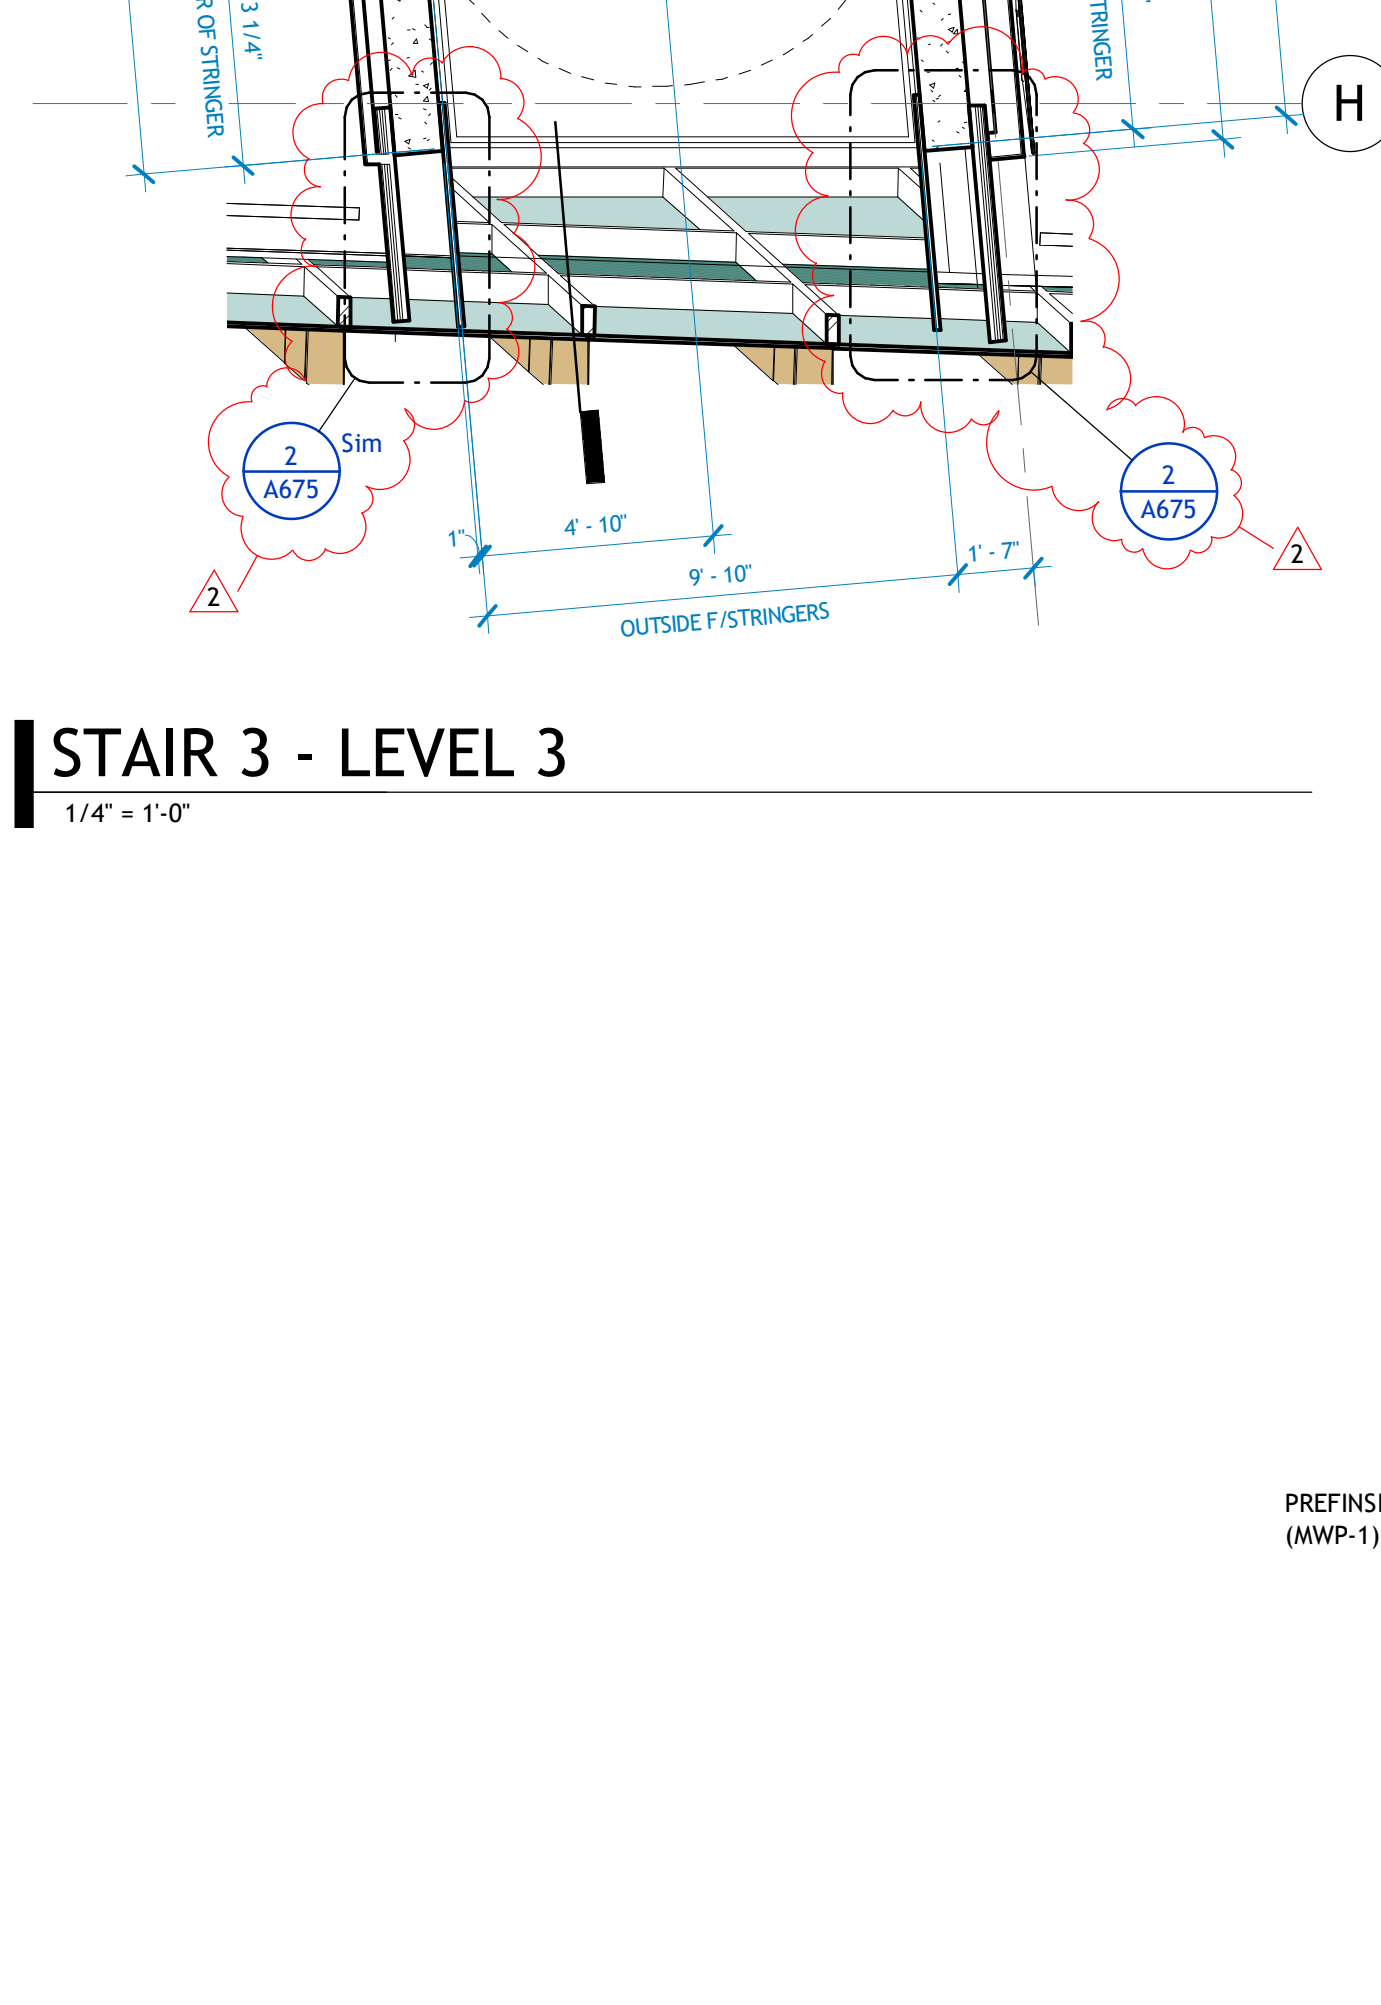 3 1/4"
R OF STRINGER
TRINGER
H
2
A675
Sim
2
A675
1"
4' - 10"
9' - 10"
1' - 7"
OUTSIDE F/STRINGERS
2
2
STAIR 3 - LEVEL 3
1/4" = 1'-0"
PREFINS
(MWP-1)